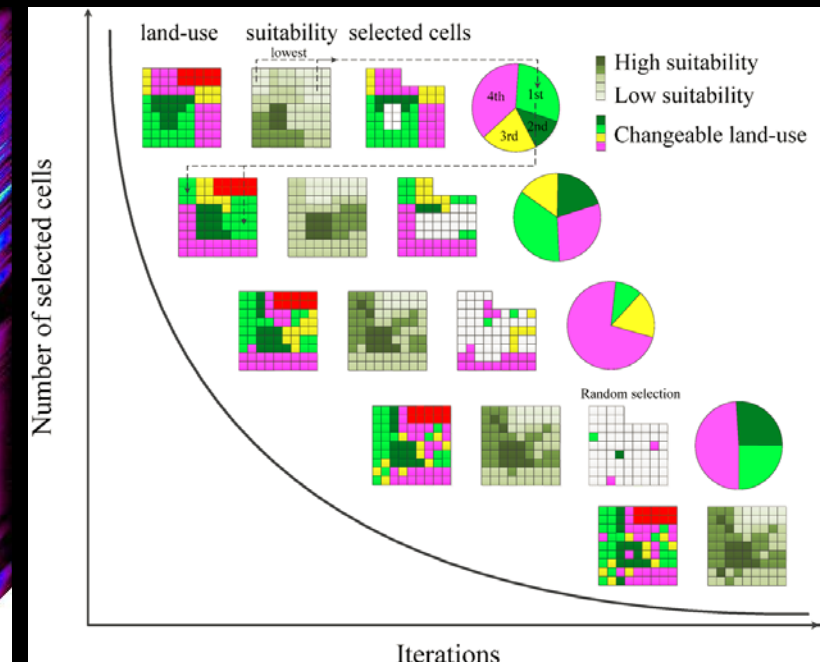 land-use suitability selected cells
lowest
High suitability
Low suitability
Changeable land-use
4th
1st
2nd
3rd
Random selection
Number of selected cells
Iterations